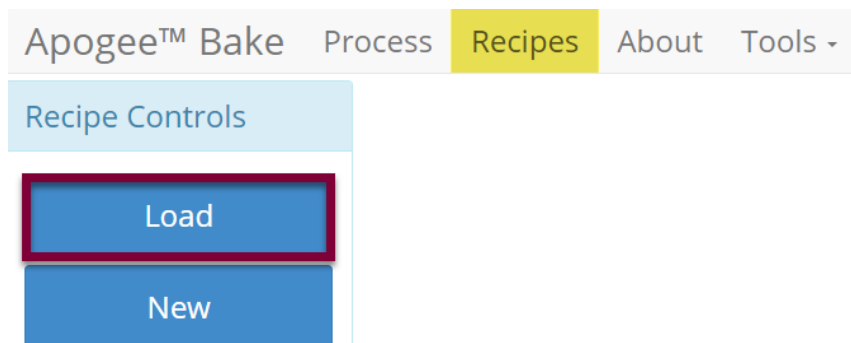 Apogee™ Bake Process Recipes About Tools
Recipe Controls
Load
New